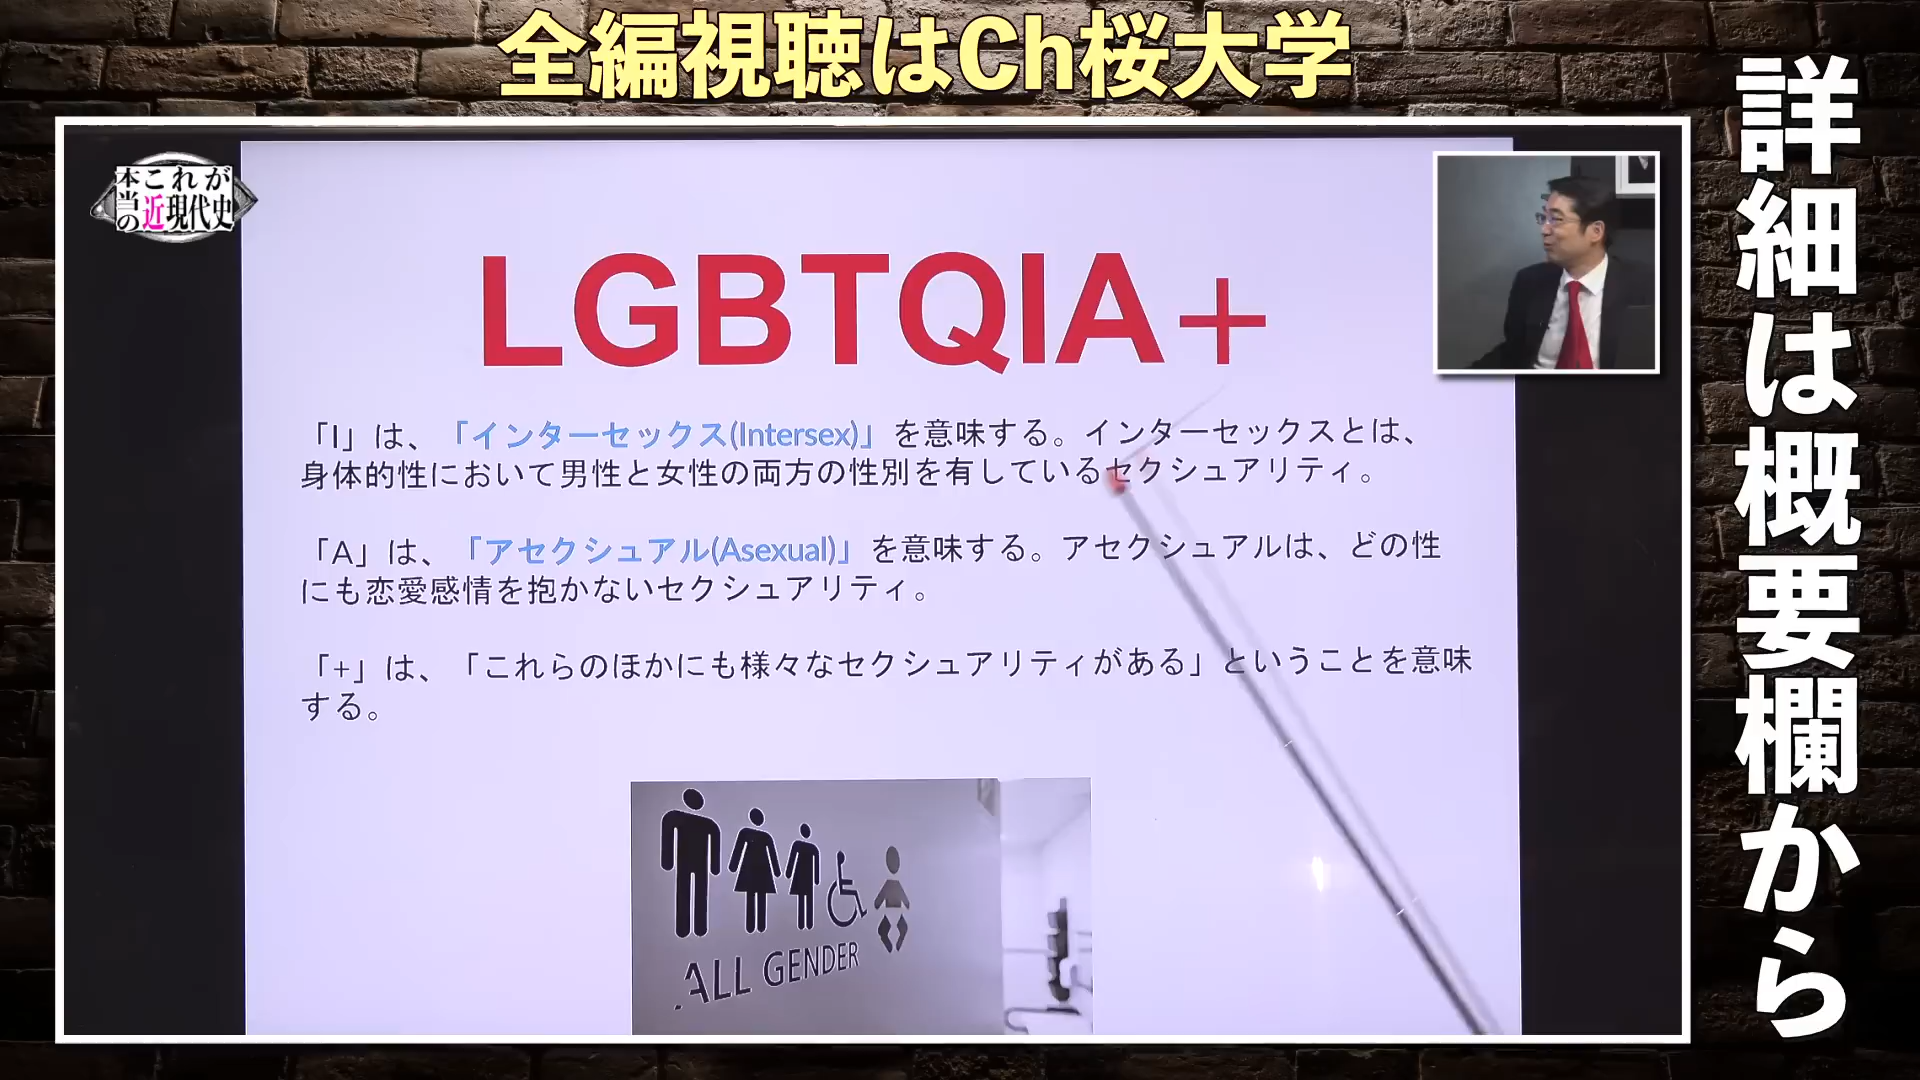 全編視聴はCh桜大学
詳細は概要欄から
これが
本当の
近現代史
LGBTQIA+
「I」は、「インターセックス(Intersex)」を意味する。インターセックスとは、
身体的性において男性と女性の両方の性別を有しているセクシュアリティ。
「A」は、「アセクシュアル(Asexual)」を意味する。アセクシュアルは、どの性
にも恋愛感情を抱かないセクシュアリティ。
「+」は、「これらのほかにも様々なセクシュアリティがある」ということを意味
する。
ALL GENDER